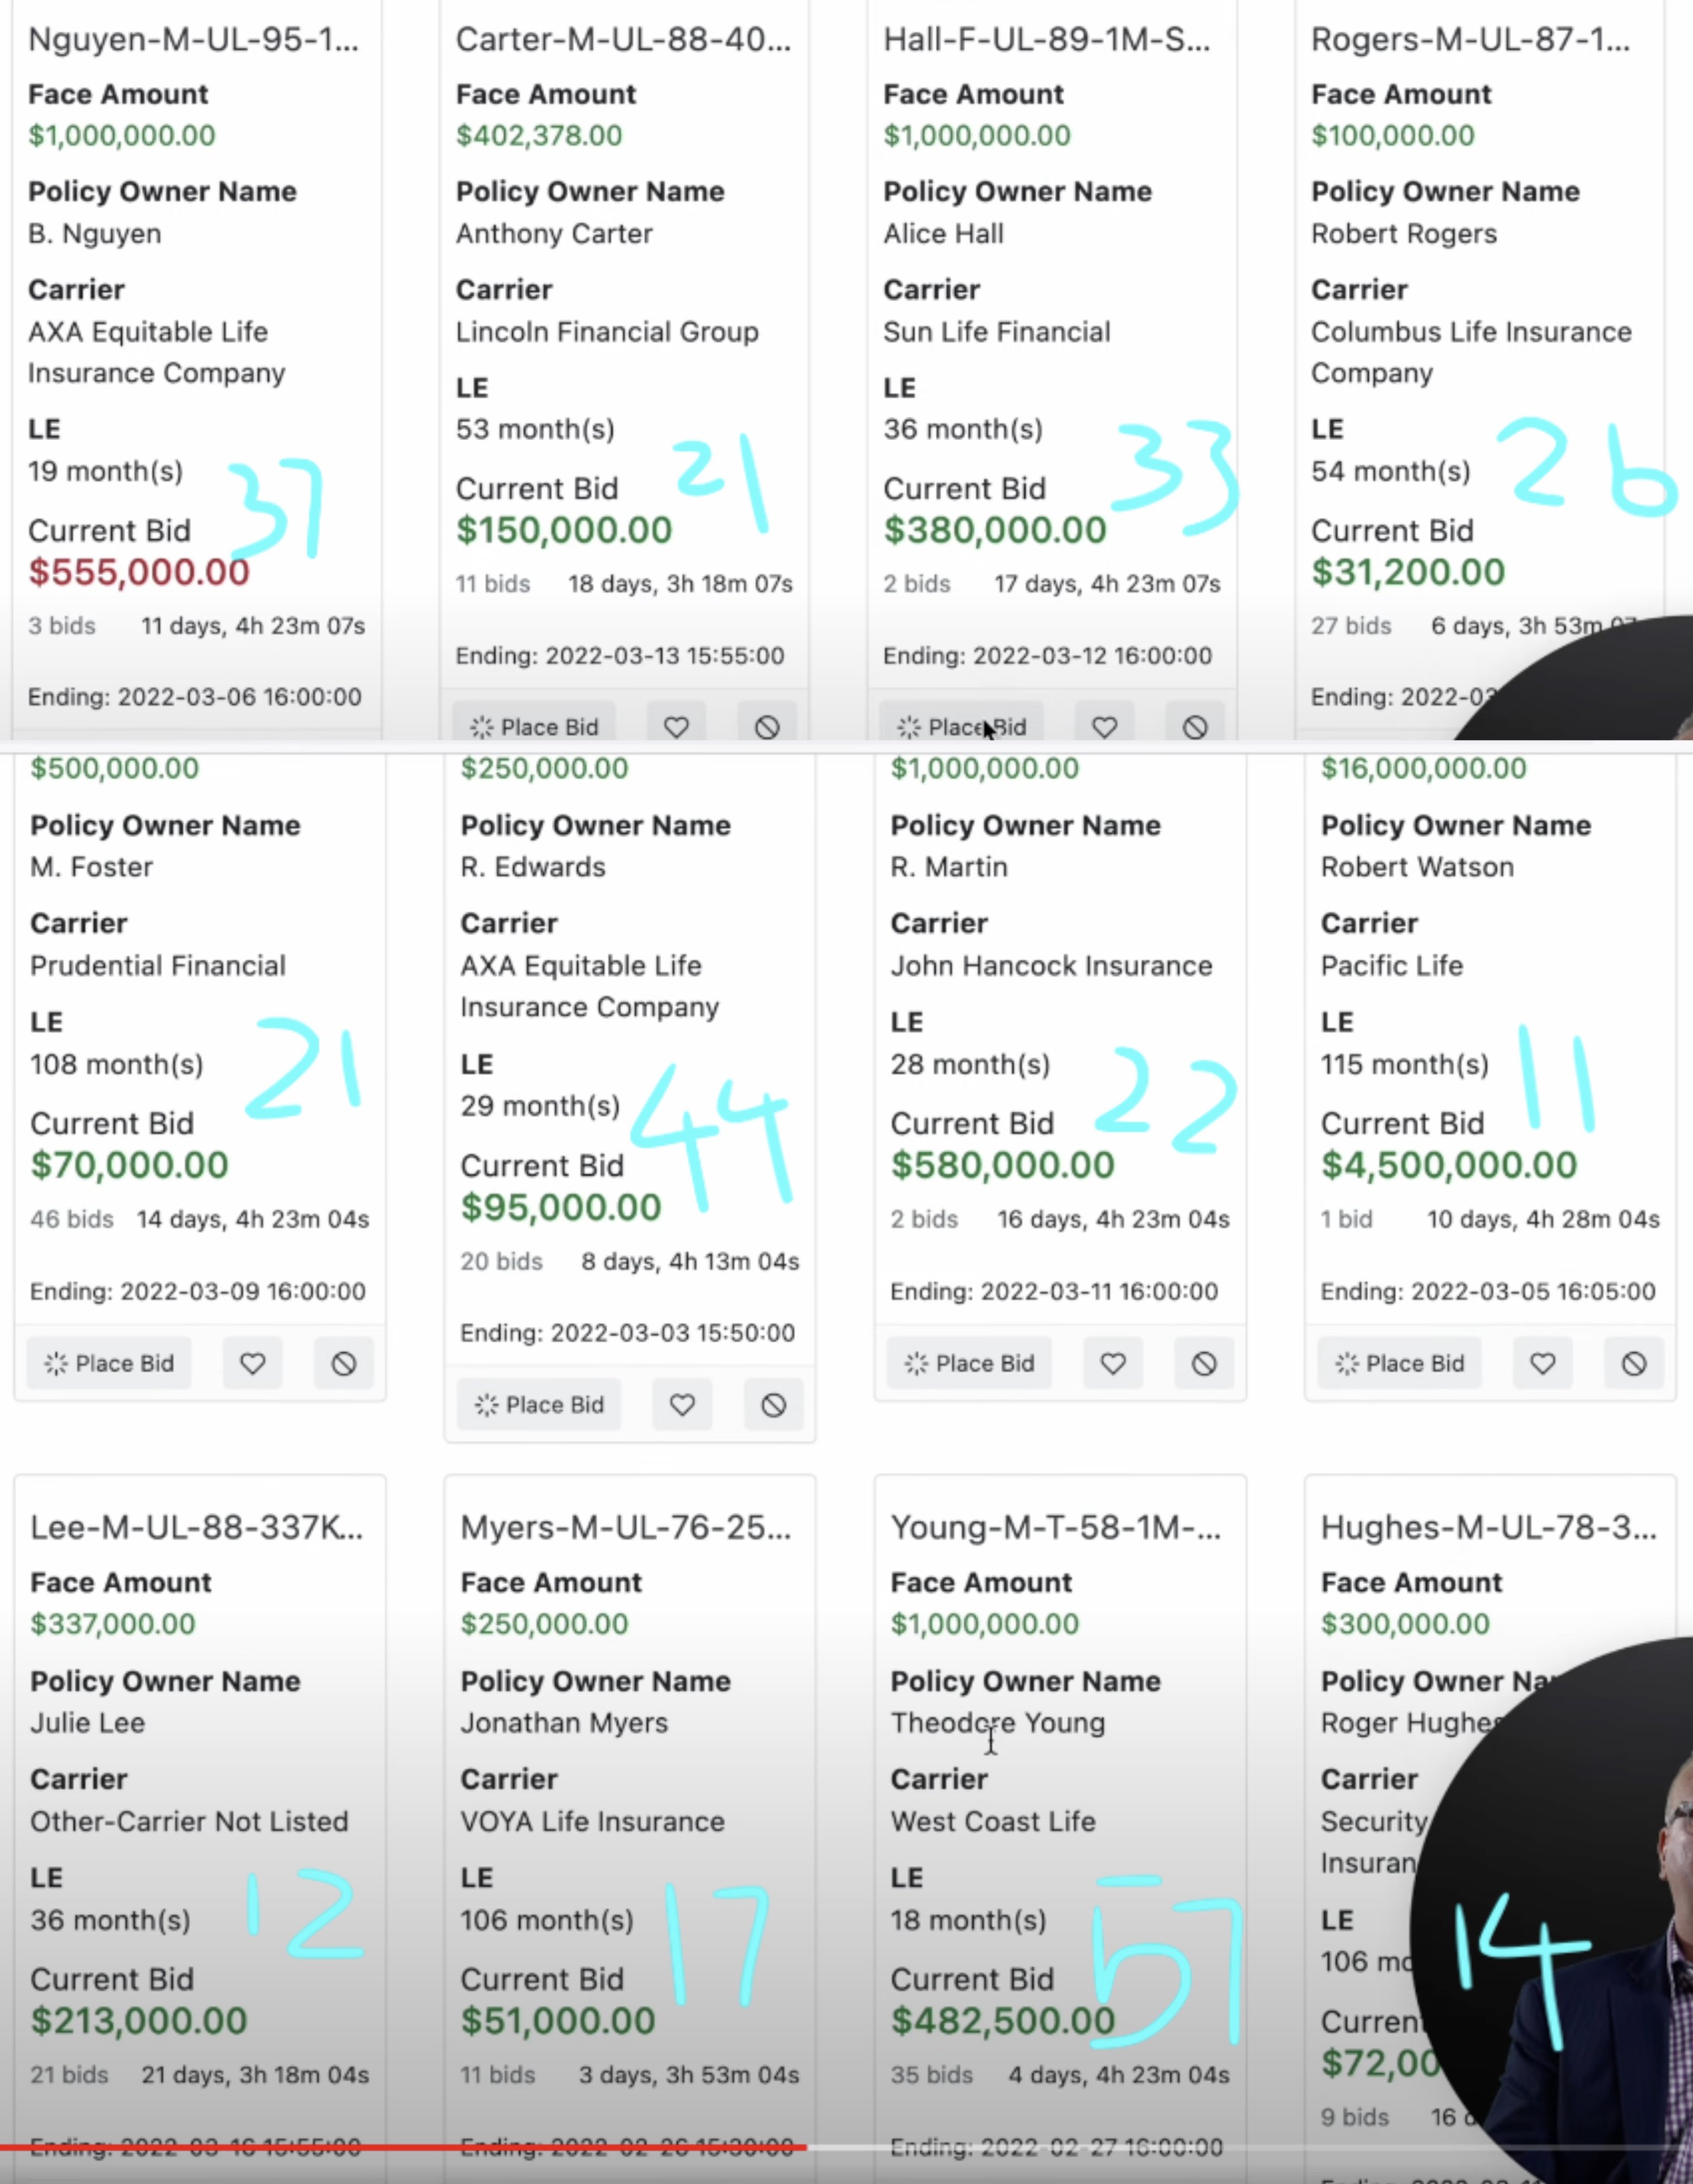 Nguyen-M-UL-95-1...
Face Amount
$1,000,000.00
Policy Owner Name
B. Nguyen
Carrier
AXA Equitable Life
Insurance Company
LE
19 month(s)
37
Current Bid
$555,000.00
3 bids 11 days, 4h 23m 07s
Ending: 2022-03-06 16:00:00
Carter-M-UL-88-40...
Face Amount
$402,378.00
Policy Owner Name
Anthony Carter
Carrier
Lincoln Financial Group
LE
53 month(s)
21
Current Bid
$150,000.00
11 bids 18 days, 3h 18m 07s
Ending: 2022-03-13 15:55:00
Place Bid
Hall-F-UL-89-1M-S...
Face Amount
$1,000,000.00
Policy Owner Name
Alice Hall
Carrier
Sun Life Financial
LE
36 month(s)
33
Current Bid
$380,000.00
2 bids 17 days, 4h 23m 07s
Ending: 2022-03-12 16:00:00
Place Bid
Rogers-M-UL-87-1...
Face Amount
$100,000.00
Policy Owner Name
Robert Rogers
Carrier
Columbus Life Insurance
Company
LE
54 month(s)
26
Current Bid
$31,200.00
27 bids 6 days, 3h 53m
Ending: 2022-03
$500,000.00
Policy Owner Name
M. Foster
Carrier
Prudential Financial
LE
108 month(s)
21
Current Bid
$70,000.00
46 bids 14 days, 4h 23m 04s
Ending: 2022-03-09 16:00:00
Place Bid
$250,000.00
Policy Owner Name
R. Edwards
Carrier
AXA Equitable Life
Insurance Company
LE
29 month(s)
44
Current Bid
$95,000.00
20 bids 8 days, 4h 13m 04s
Ending: 2022-03-03 15:50:00
Place Bid
$1,000,000.00
Policy Owner Name
R. Martin
Carrier
John Hancock Insurance
LE
28 month(s)
22
Current Bid
$580,000.00
2 bids 16 days, 4h 23m 04s
Ending: 2022-03-11 16:00:00
Place Bid
$16,000,000.00
Policy Owner Name
Robert Watson
Carrier
Pacific Life
LE
115 month(s)
11
Current Bid
$4,500,000.00
1 bid 10 days, 4h 28m 04s
Ending: 2022-03-05 16:05:00
Place Bid
Lee-M-UL-88-337K...
Face Amount
$337,000.00
Policy Owner Name
Julie Lee
Carrier
Other-Carrier Not Listed
LE
36 month(s)
12
Current Bid
$213,000.00
21 bids 21 days, 3h 18m 04s
Ending: 2022-03-16 15:55:00
Myers-M-UL-76-25...
Face Amount
$250,000.00
Policy Owner Name
Jonathan Myers
Carrier
VOYA Life Insurance
LE
106 month(s)
17
Current Bid
$51,000.00
11 bids 3 days, 3h 53m 04s
Ending: 2022-02-26 15:30:00
Young-M-T-58-1M-...
Face Amount
$1,000,000.00
Policy Owner Name
Theodore Young
Carrier
West Coast Life
LE
18 month(s)
57
Current Bid
$482,500.00
35 bids 4 days, 4h 23m 04s
Ending: 2022-02-27 16:00:00
Hughes-M-UL-78-3...
Face Amount
$300,000.00
Policy Owner Na
Roger Hughes
Carrier
Security
Insuran
LE
106 mo
14
Current
$72,00
9 bids 16 d